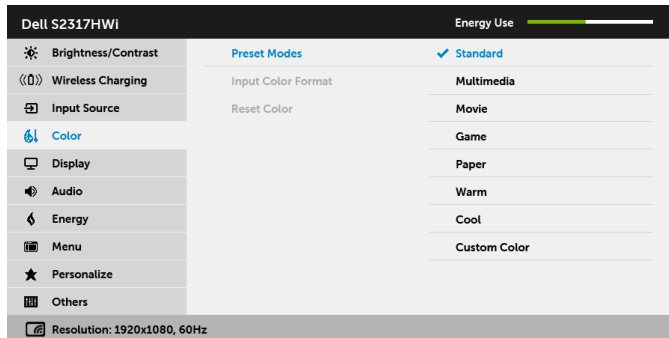 Dell S2317HWi
Energy Use
Brightness/Contrast
Preset Modes
Standard
Wireless Charging
Input Color Format
Multimedia
Input Source
Reset Color
Movie
Color
Game
Display
Paper
Audio
Warm
Energy
Cool
Menu
Custom Color
Personalize
Others
Resolution: 1920x1080, 60Hz